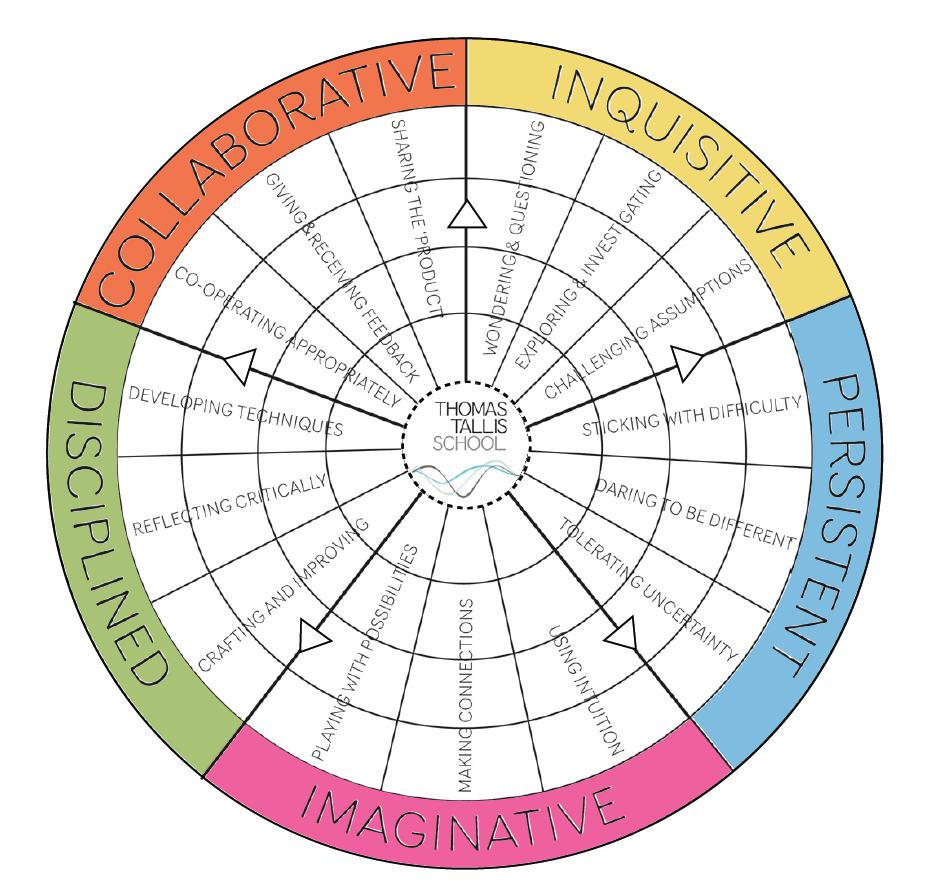 COLLABORATIVE
INQUISITIVE
PERSISTENT
IMAGINATIVE
DISCIPLINED
WONDERING & QUESTIONING
EXPLORING & INVESTIGATING
CHALLENGING ASSUMPTIONS
STICKING WITH DIFFICULTY
DARING TO BE DIFFERENT
TOLERATING UNCERTAINTY
USING INTUITION
MAKING CONNECTIONS
PLAYING WITH POSSIBILITIES
CRAFTING AND IMPROVING
REFLECTING CRITICALLY
DEVELOPING TECHNIQUES
CO-OPERATING APPROPRIATELY
GIVING & RECEIVING FEEDBACK
SHARING THE 'PRODUCT'
THOMAS
TALLIS
SCHOOL